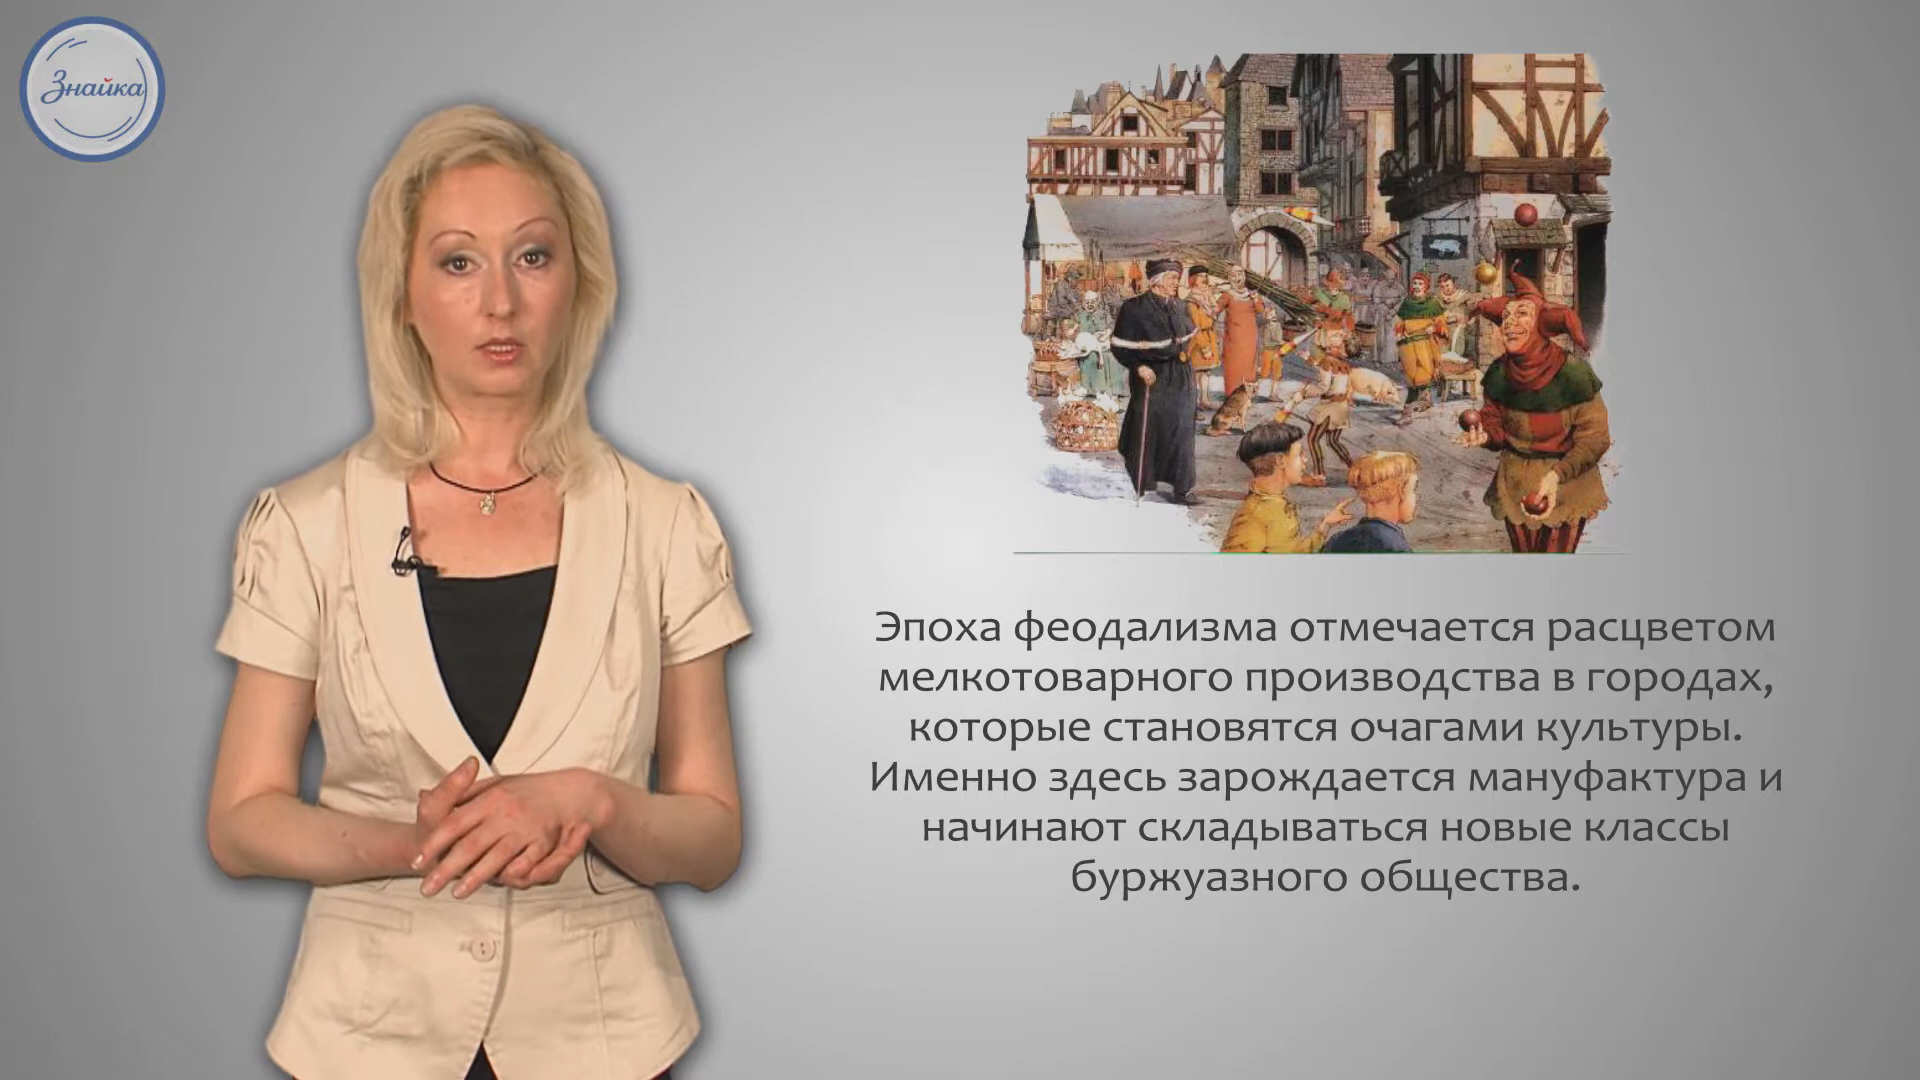 Знайка
Эпоха феодализма отмечается расцветом
мелкотоварного производства в городах,
которые становятся очагами культуры.
Именно здесь зарождается мануфактура и
начинают складываться новые классы
буржуазного общества.